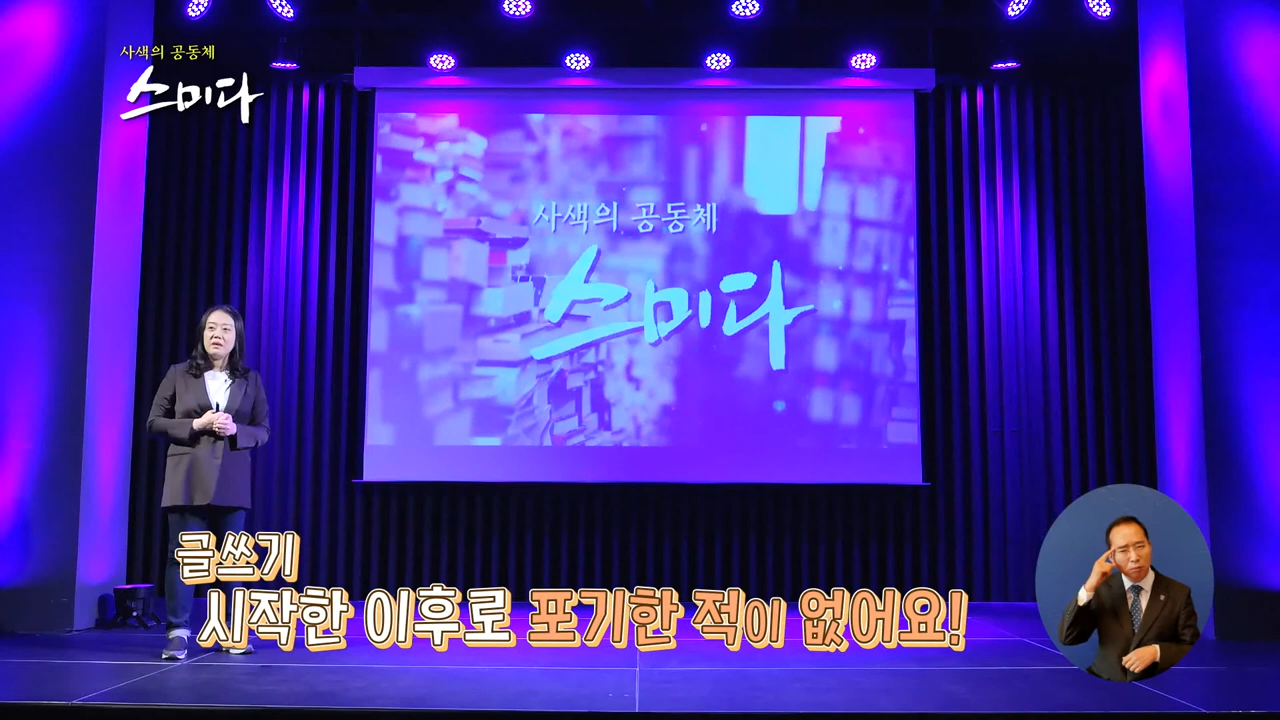 사색의 공동체
스미다
사색의 공동체
스미다
글쓰기
시작한 이후로 포기한 적이 없어요!